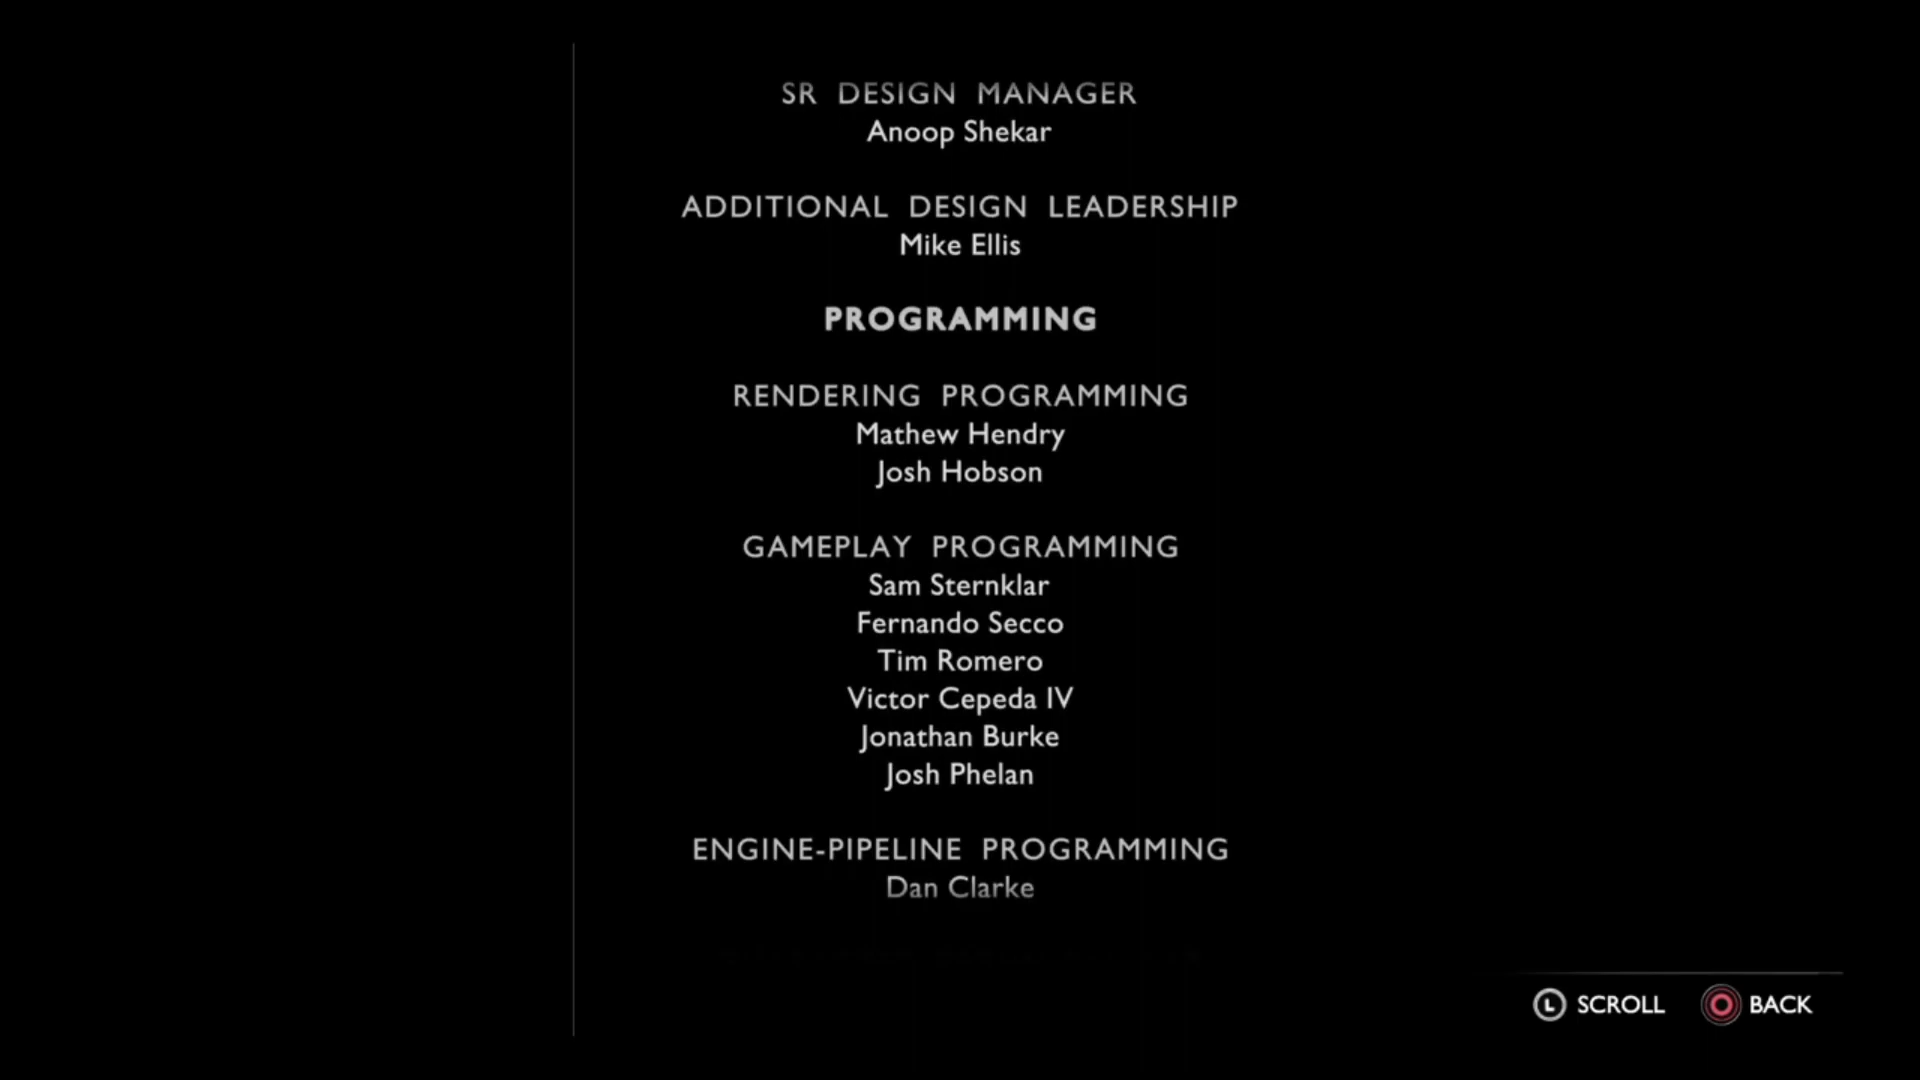 SR DESIGN MANAGER
Anoop Shekar
ADDITIONAL DESIGN LEADERSHIP
Mike Ellis
PROGRAMMING
RENDERING PROGRAMMING
Mathew Hendry
Josh Hobson
GAMEPLAY PROGRAMMING
Sam Sternklar
Fernando Secco
Tim Romero
Victor Cepeda IV
Jonathan Burke
Josh Phelan
ENGINE-PIPELINE PROGRAMMING
Dan Clarke
L SCROLL BACK